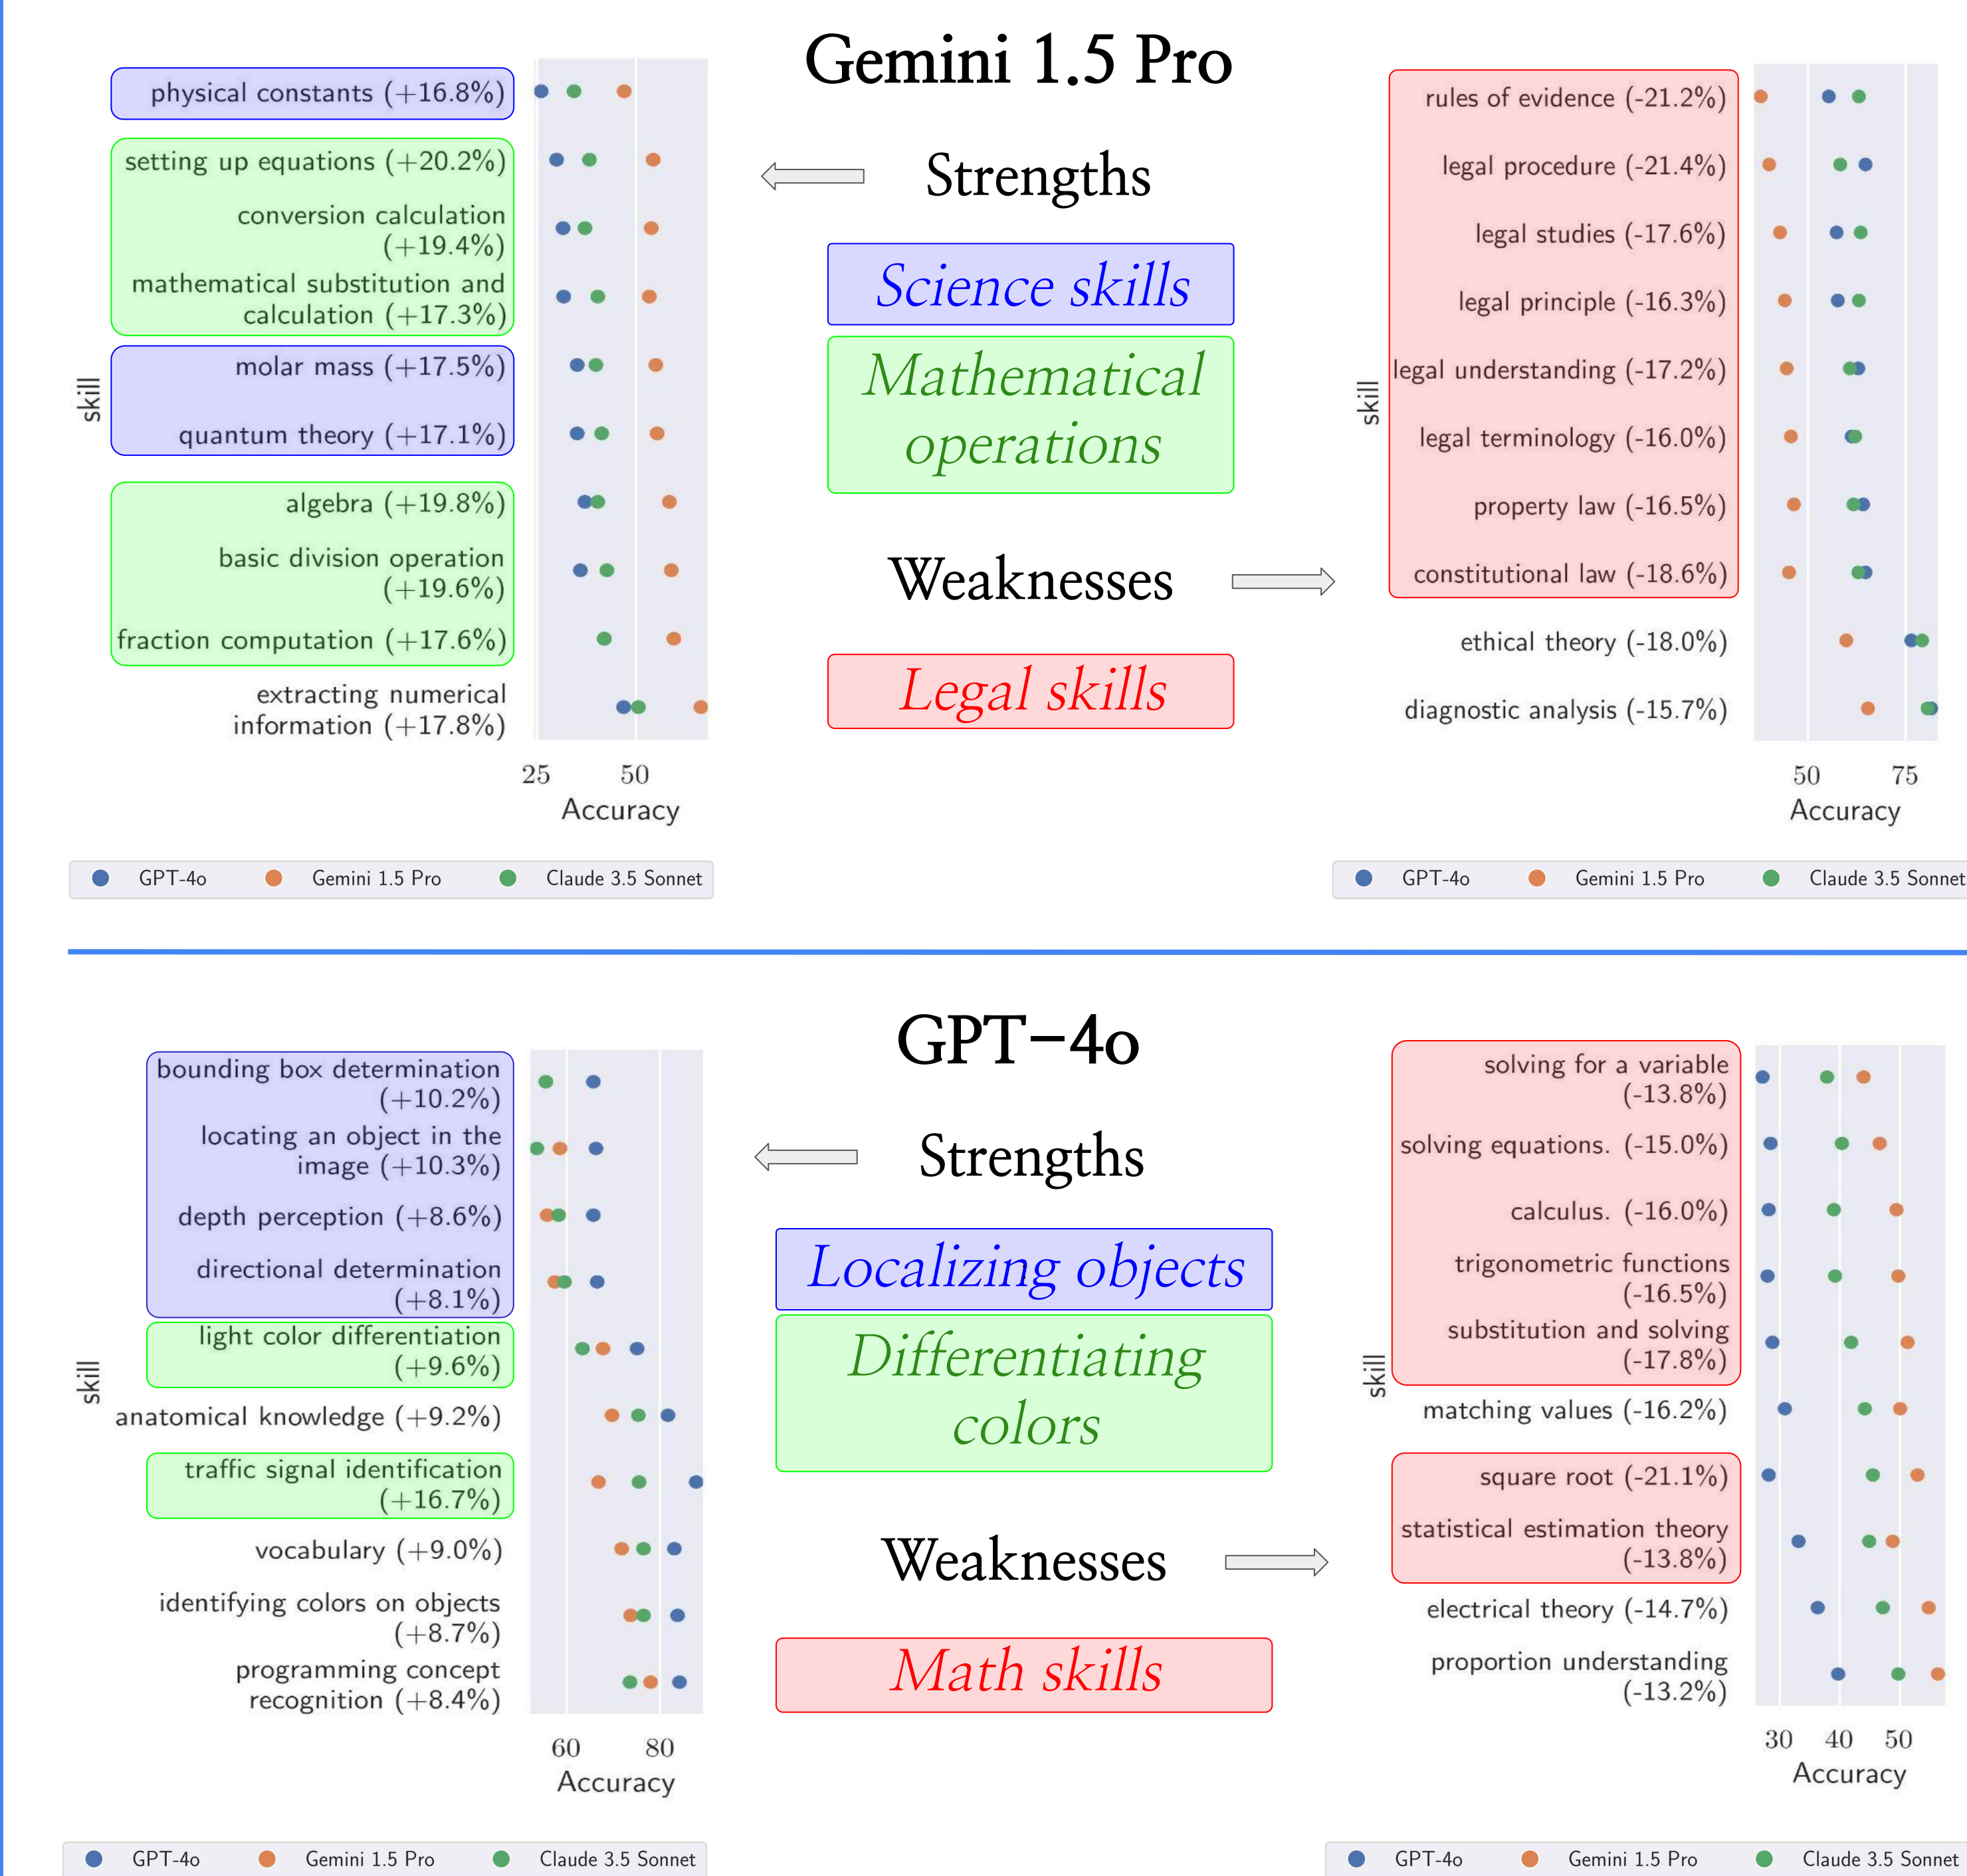 Gemini 1.5 Pro
physical constants (+16.8%)
setting up equations (+20.2%)
conversion calculation
(+19.4%)
mathematical substitution and
calculation (+17.3%)
molar mass (+17.5%)
quantum theory (+17.1%)
algebra (+19.8%)
basic division operation
(+19.6%)
fraction computation (+17.6%)
extracting numerical
information (+17.8%)
skill
25 50
Accuracy
GPT-4o Gemini 1.5 Pro Claude 3.5 Sonnet
Strengths
Science skills
Mathematical
operations
Weaknesses
Legal skills
rules of evidence (-21.2%)
legal procedure (-21.4%)
legal studies (-17.6%)
legal principle (-16.3%)
legal understanding (-17.2%)
legal terminology (-16.0%)
property law (-16.5%)
constitutional law (-18.6%)
ethical theory (-18.0%)
diagnostic analysis (-15.7%)
skill
50 75
Accuracy
GPT-4o Gemini 1.5 Pro Claude 3.5 Sonnet
GPT-4o
bounding box determination
(+10.2%)
locating an object in the
image (+10.3%)
depth perception (+8.6%)
directional determination
(+8.1%)
light color differentiation
(+9.6%)
anatomical knowledge (+9.2%)
traffic signal identification
(+16.7%)
vocabulary (+9.0%)
identifying colors on objects
(+8.7%)
programming concept
recognition (+8.4%)
skill
60 80
Accuracy
GPT-4o Gemini 1.5 Pro Claude 3.5 Sonnet
Strengths
Localizing objects
Differentiating
colors
Weaknesses
Math skills
solving for a variable
(-13.8%)
solving equations. (-15.0%)
calculus. (-16.0%)
trigonometric functions
(-16.5%)
substitution and solving
(-17.8%)
matching values (-16.2%)
square root (-21.1%)
statistical estimation theory
(-13.8%)
electrical theory (-14.7%)
proportion understanding
(-13.2%)
skill
30 40 50
Accuracy
GPT-4o Gemini 1.5 Pro Claude 3.5 Sonnet